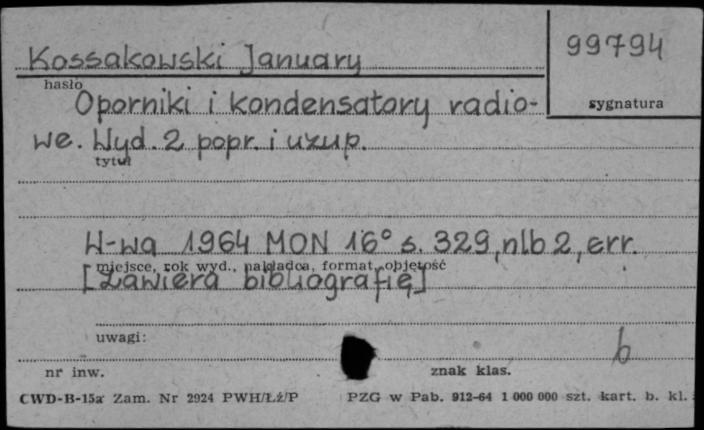 Kossakowski January
99794
hasło
sygnatura
Oporniki i kondensatory radio-
we. Wyd. 2 popr. i uzup.
tytuł
W-wa 1964 MON 16° s. 329, nlb 2, err.
miejsce, rok wyd., nakładca, format, objętość
[Zawiera bibliografię]
uwagi:
b
nr inw.
znak klas.
CWD-B-15a Zam. Nr 2924 PWH/Łź/P PZG w Pab. 912-64 1 000 000 szt. kart. b. kl.